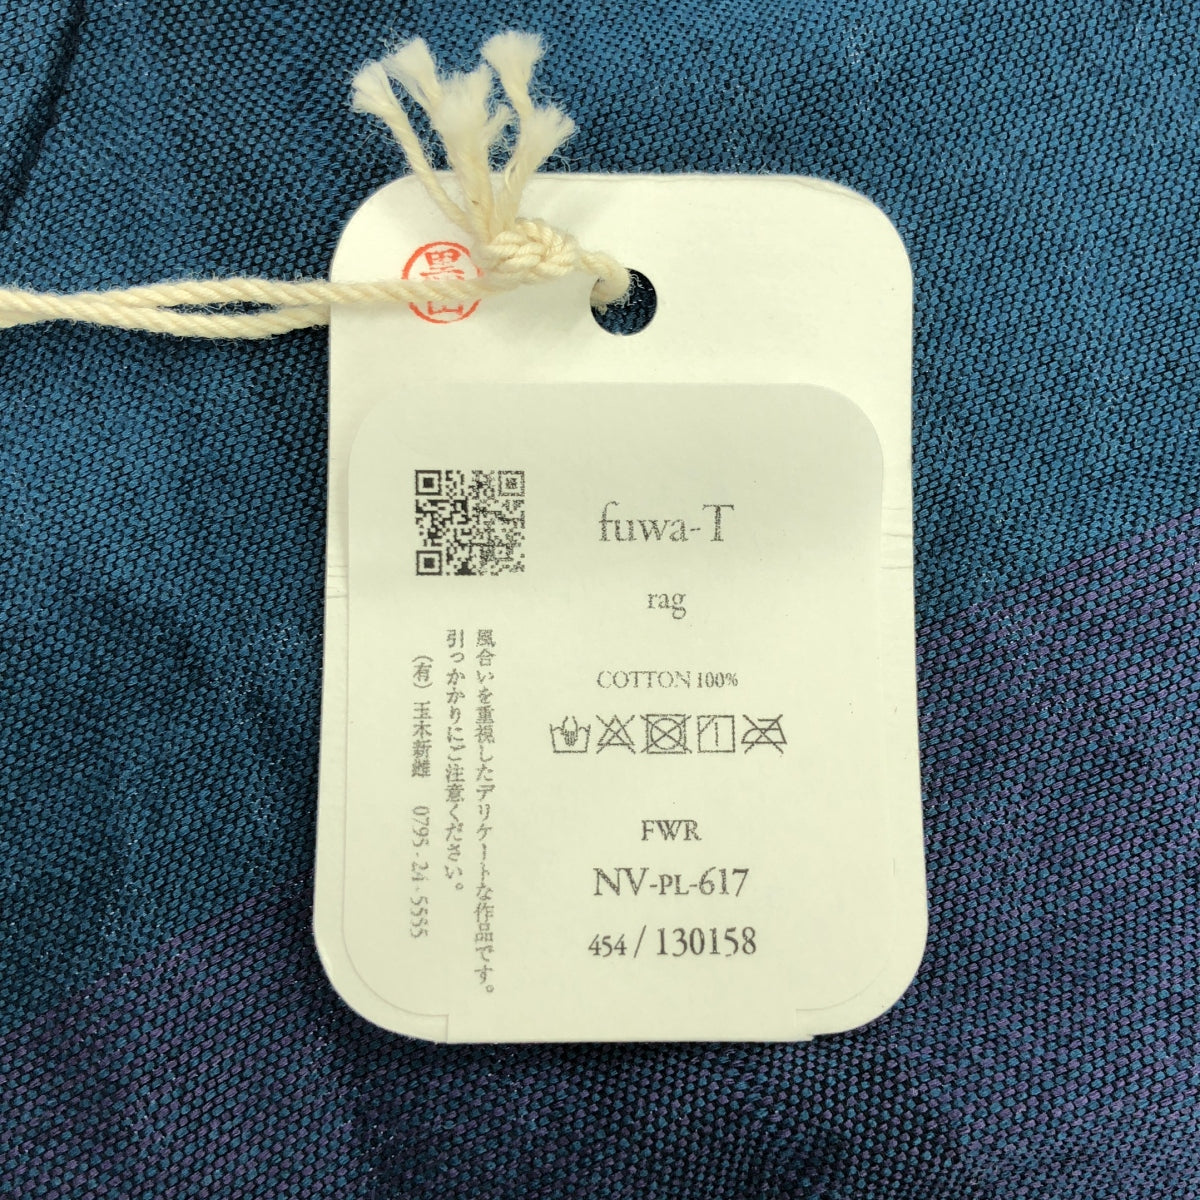 fuwa-T
rag
COTTON 100%
FWR
NV-PL-617
454 / 130158
風合いを重視したデリケートな作品です。
引っかかりにご注意ください。
(有) 玉木新雌 0795-24-5555